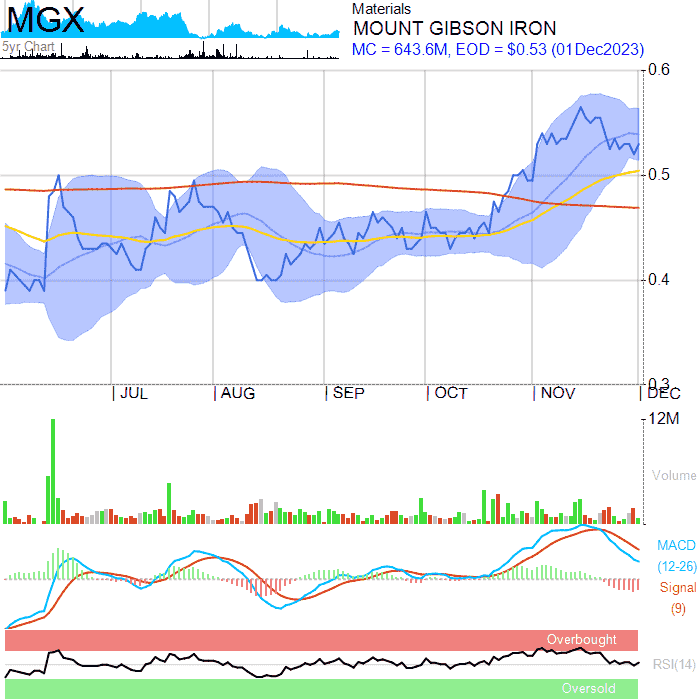 MGX
5yr Chart
Materials
MOUNT GIBSON IRON
MC = 643.6M, EOD = $0.53 (01Dec2023)
0.6
0.5
0.4
0.3
JUL AUG SEP OCT NOV DEC
12M
Volume
MACD
(12-26)
Signal
(9)
Overbought
RSI(14)
Oversold